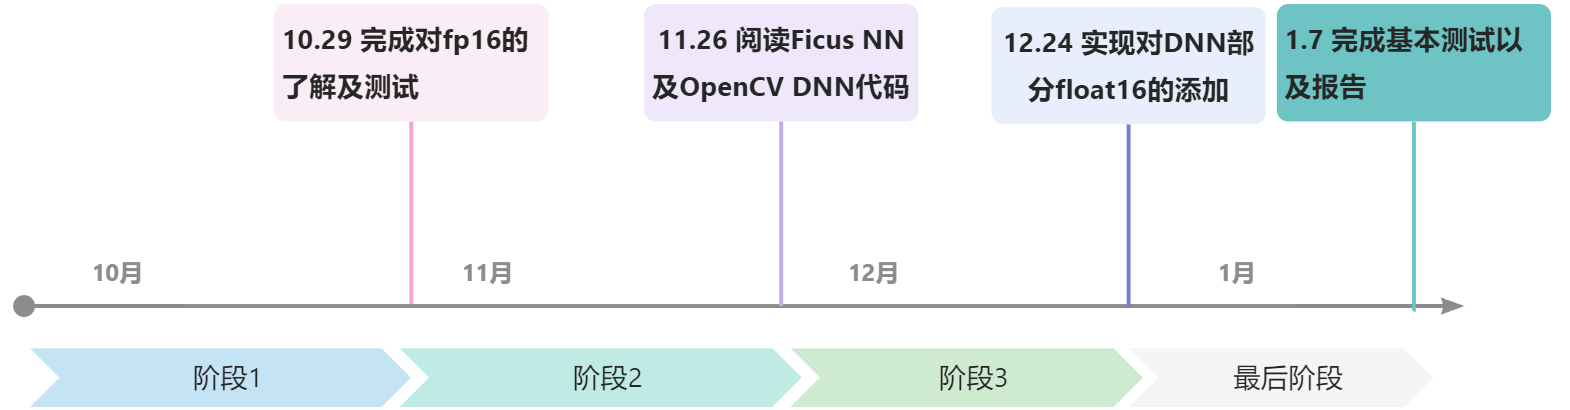 10.29 完成对fp16的
了解及测试
11.26 阅读Ficus NN
及OpenCV DNN代码
12.24 实现对DNN部
分float16的添加
1.7 完成基本测试以
及报告
10月
11月
12月
1月
阶段1
阶段2
阶段3
最后阶段